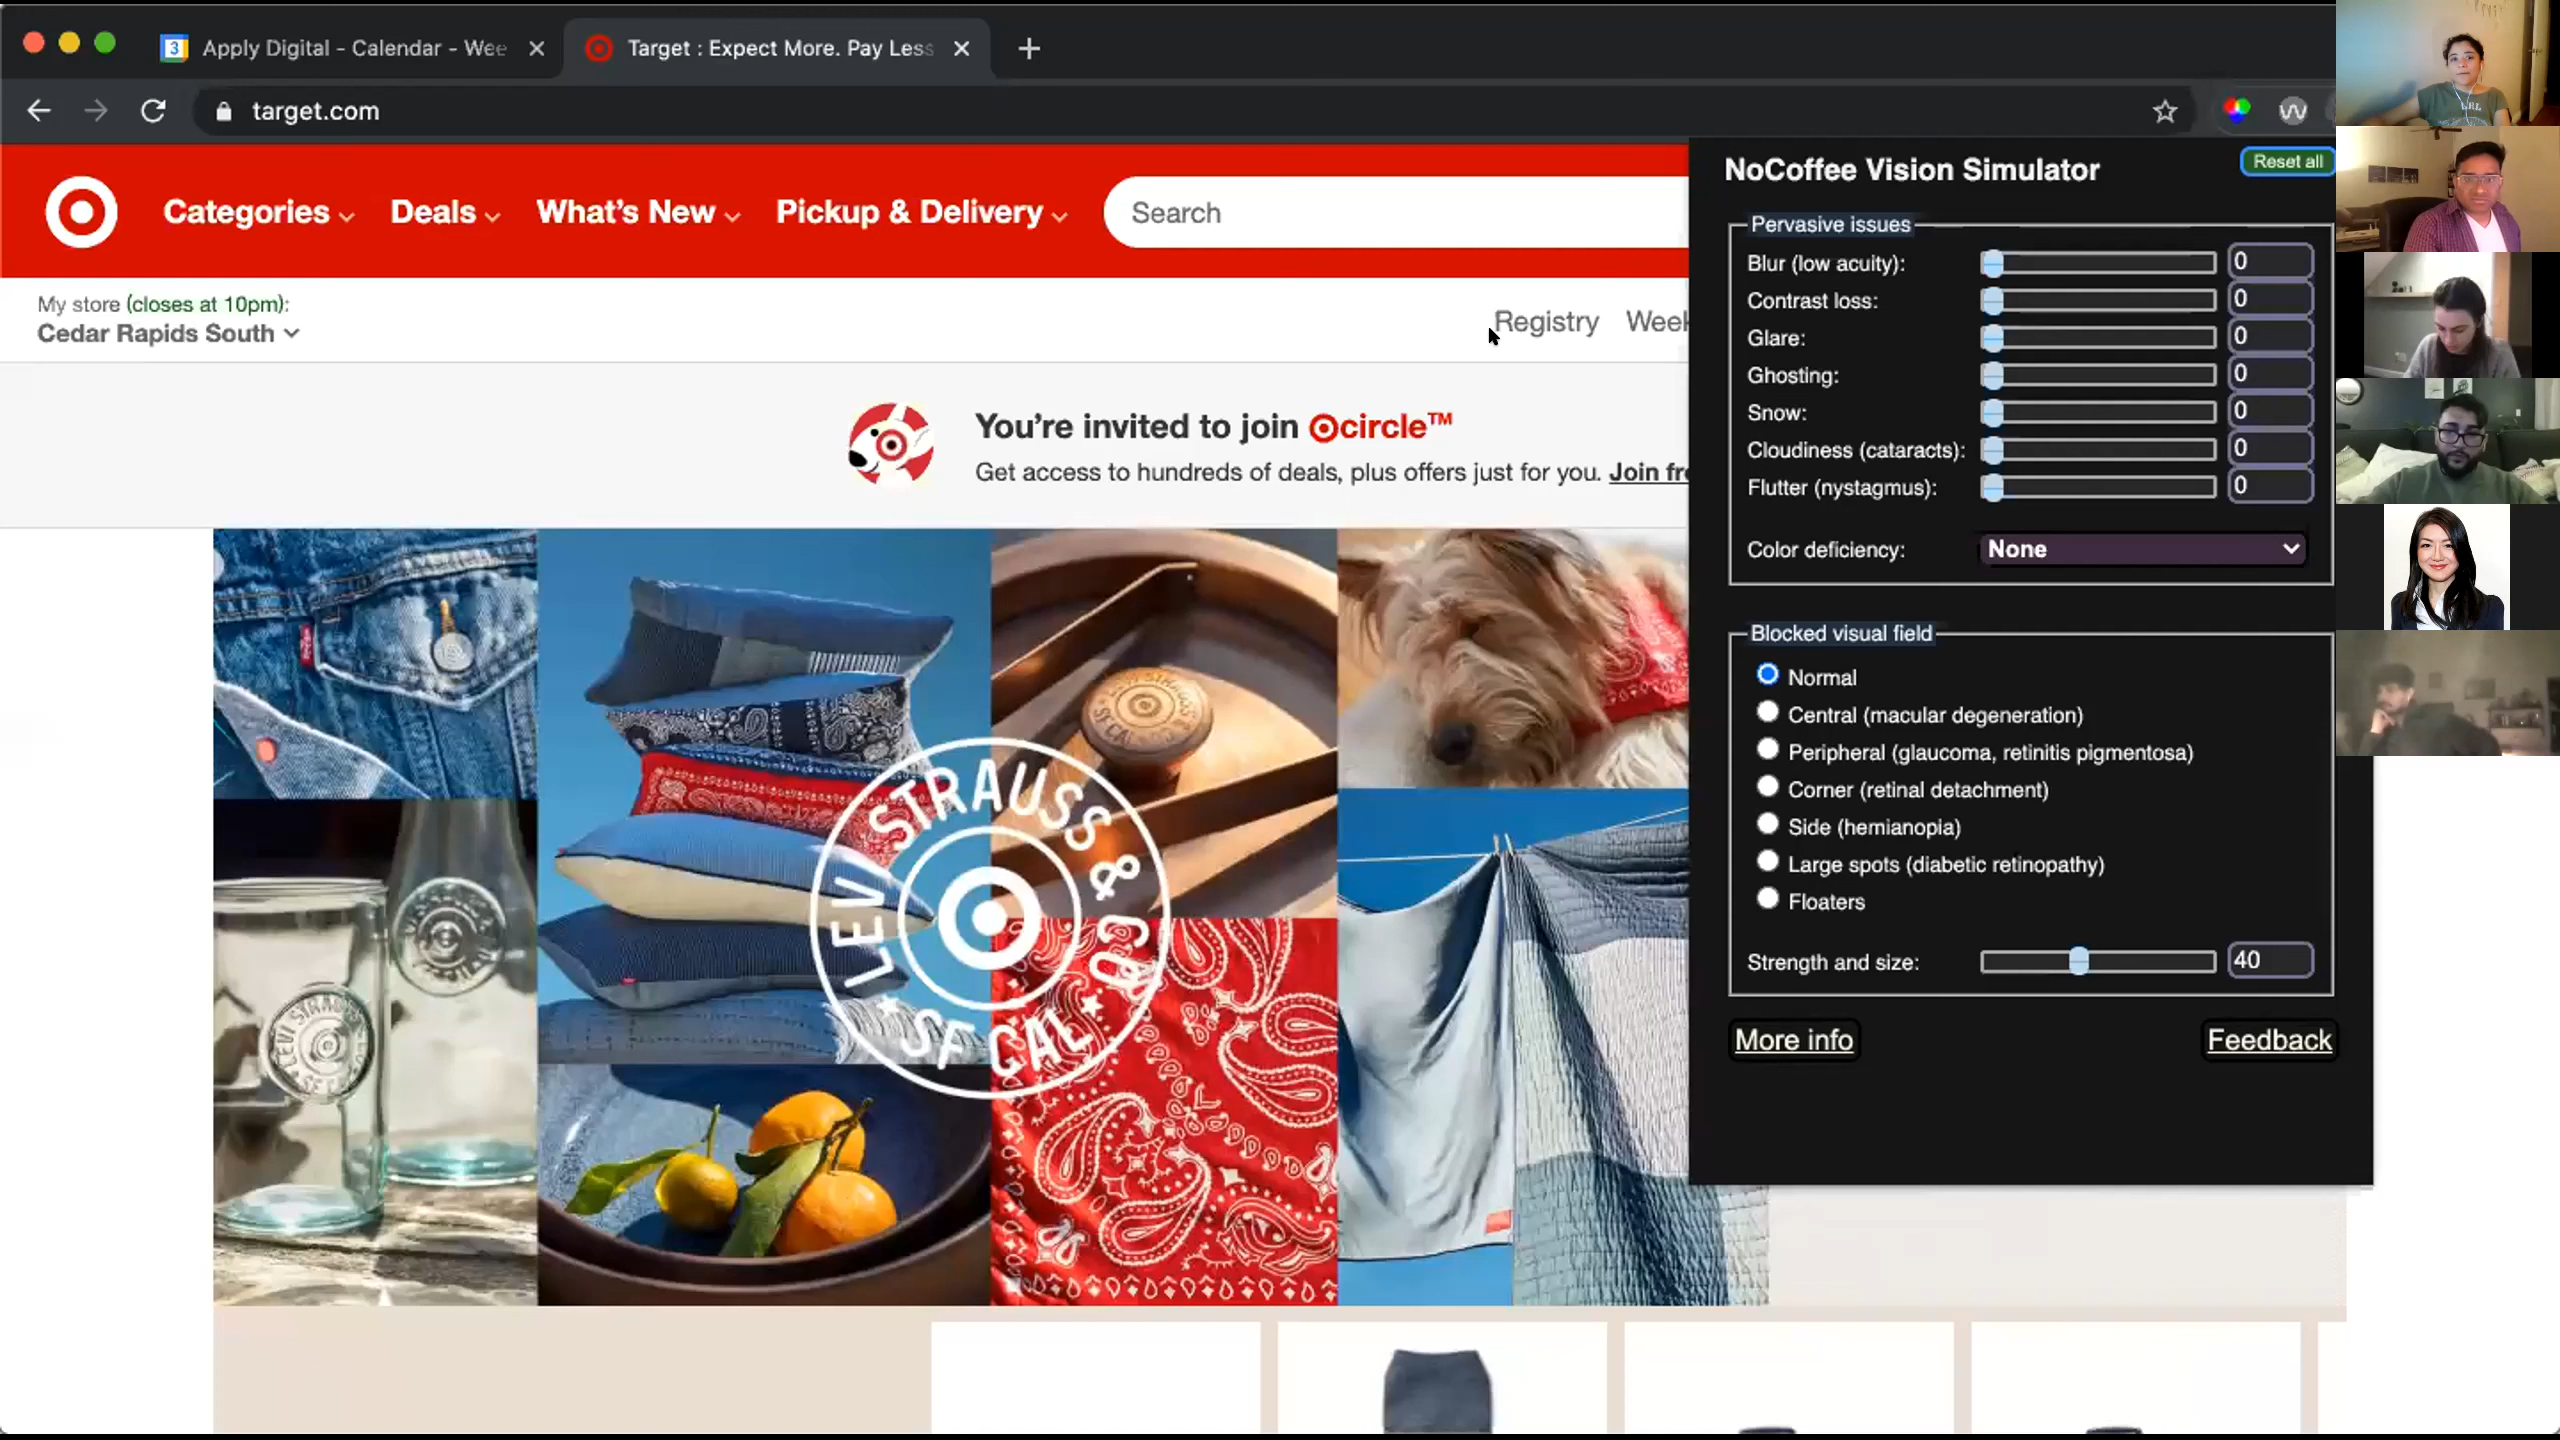 3 Apply Digital - Calendar - Wee
Target : Expect More. Pay Less
target.com
Categories
Deals
What's New
Pickup & Delivery
Search
My store (closes at 10pm):
Cedar Rapids South
Registry
Week
You're invited to join circle™
Get access to hundreds of deals, plus offers just for you. Join fre
LEVI STRAUSS & CO
SF CAL
NoCoffee Vision Simulator
Reset all
Pervasive issues
Blur (low acuity): 0
Contrast loss: 0
Glare: 0
Ghosting: 0
Snow: 0
Cloudiness (cataracts): 0
Flutter (nystagmus): 0
Color deficiency: None
Blocked visual field
Normal
Central (macular degeneration)
Peripheral (glaucoma, retinitis pigmentosa)
Corner (retinal detachment)
Side (hemianopia)
Large spots (diabetic retinopathy)
Floaters
Strength and size: 40
More info
Feedback